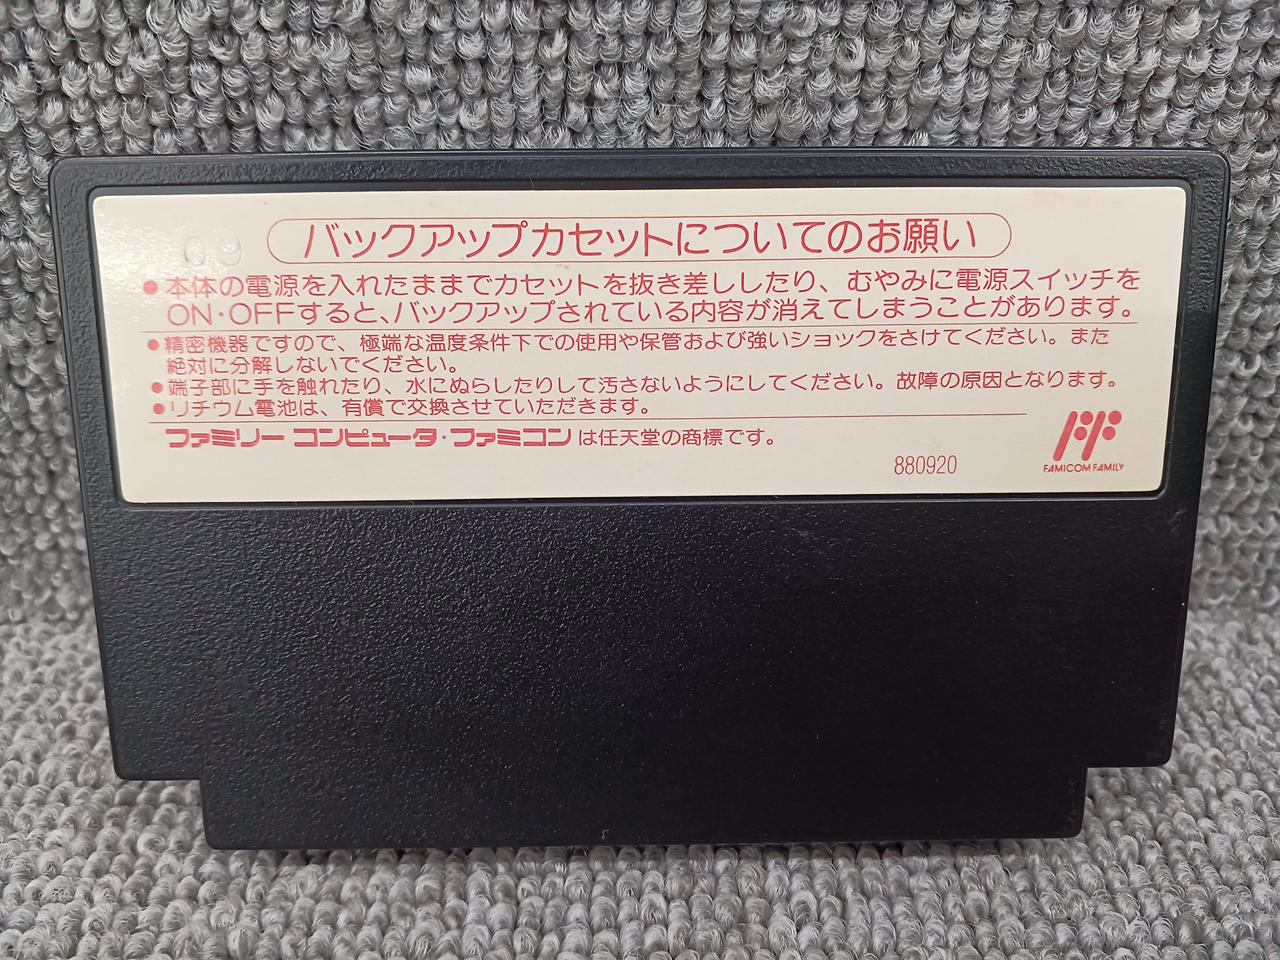 バックアップカセットについてのお願い
09
●本体の電源を入れたままでカセットを抜き差ししたり、むやみに電源スイッチを
ON・OFFすると、バックアップされている内容が消えてしまうことがあります。
●精密機器ですので、極端な温度条件下での使用や保管および強いショックをさけてください。また
絶対に分解しないでください。
●端子部に手を触れたり、水にぬらしたりして汚さないようにしてください。故障の原因となります。
●リチウム電池は、有償で交換させていただきます。
ファミリー コンピュータ・ファミコンは任天堂の商標です。
880920
FAMICOM FAMILY